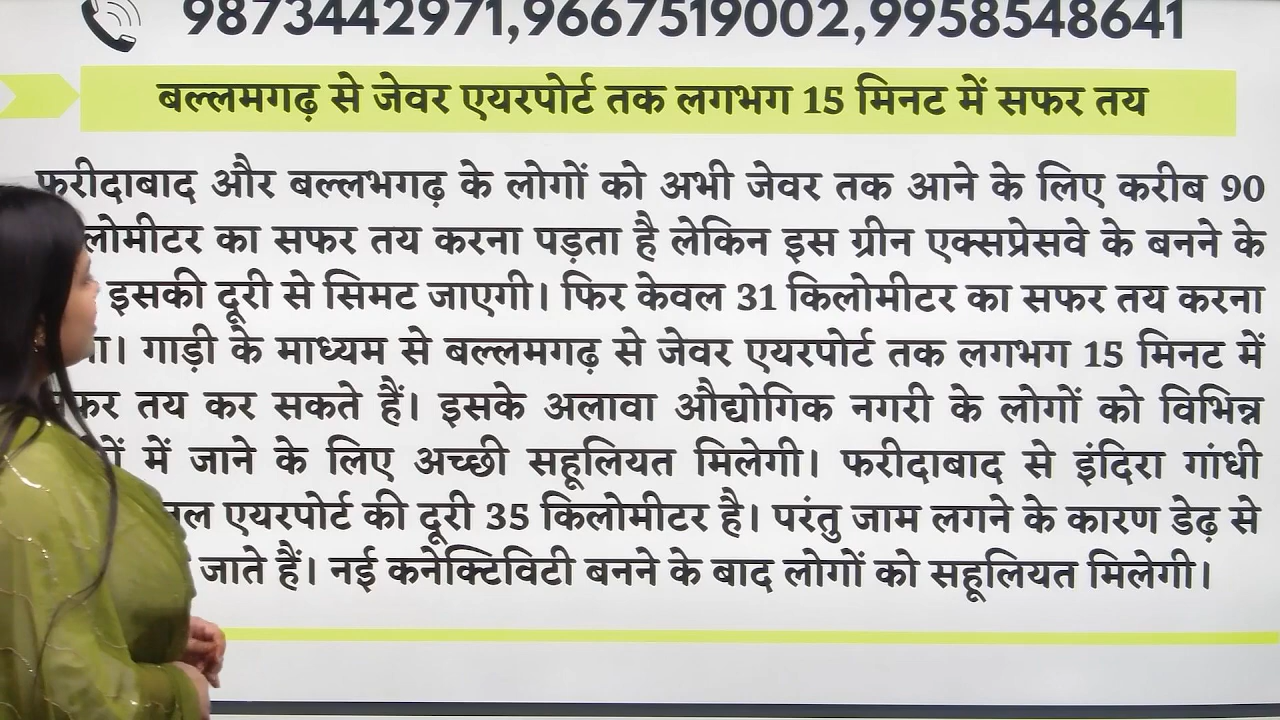 9873442971,9667519002,9958548641
बल्लमगढ़ से जेवर एयरपोर्ट तक लगभग 15 मिनट में सफर तय
फरीदाबाद और बल्लभगढ़ के लोगों को अभी जेवर तक आने के लिए करीब 90
का सफर तय करना पड़ता है लेकिन इस ग्रीन एक्सप्रेसवे के बनने के
इसकी दूरी से सिमट जाएगी। फिर केवल 31 किलोमीटर का सफर तय करना
गाड़ी के माध्यम से बल्लमगढ़ से जेवर एयरपोर्ट तक लगभग 15 मिनट में
तय कर सकते हैं। इसके अलावा औद्योगिक नगरी के लोगों को विभिन्न
में जाने के लिए अच्छी सहूलियत मिलेगी। फरीदाबाद से इंदिरा गांधी
एयरपोर्ट की दूरी 35 किलोमीटर है। परंतु जाम लगने के कारण डेढ़ से
जाते हैं। नई कनेक्टिविटी बनने के बाद लोगों को सहूलियत मिलेगी।